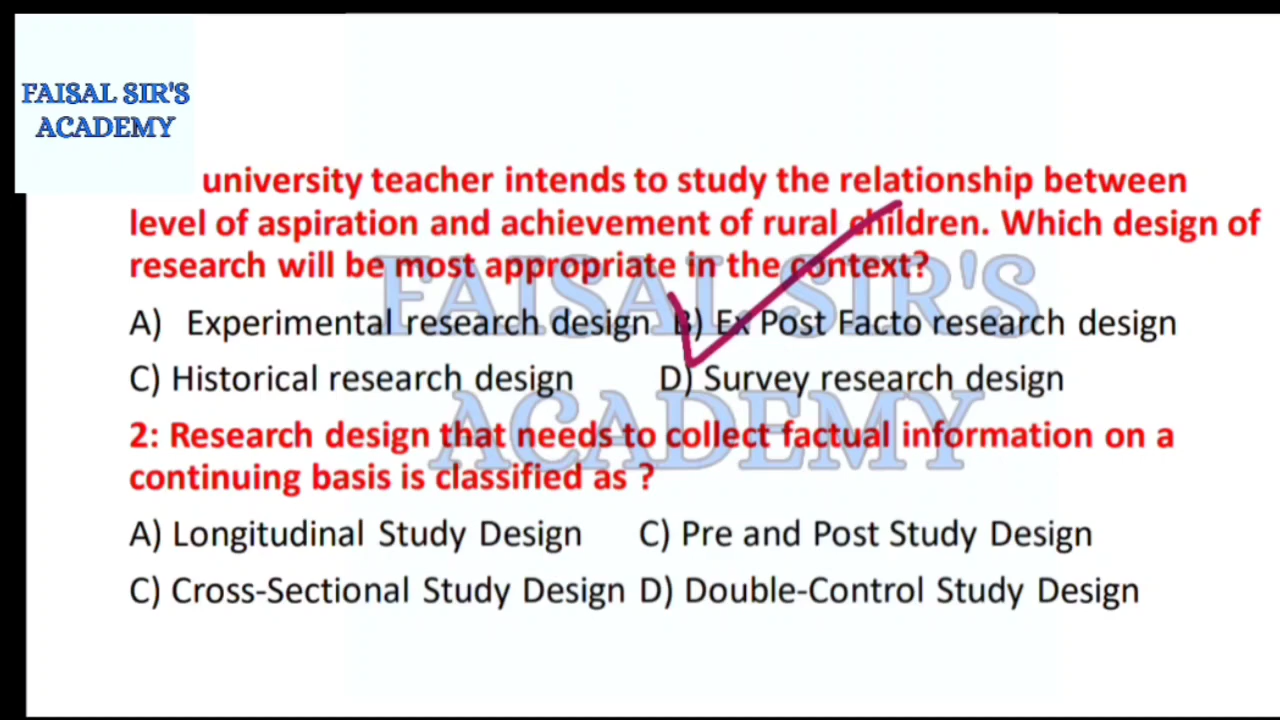 FAISAL SIR'S
ACADEMY
university teacher intends to study the relationship between
level of aspiration and achievement of rural children. Which design of
research will be most appropriate in the context?
A) Experimental research design B) Ex Post Facto research design
C) Historical research design D) Survey research design
2: Research design that needs to collect factual information on a
continuing basis is classified as ?
A) Longitudinal Study Design C) Pre and Post Study Design
C) Cross-Sectional Study Design D) Double-Control Study Design
FAISAL SIR'S
ACADEMY